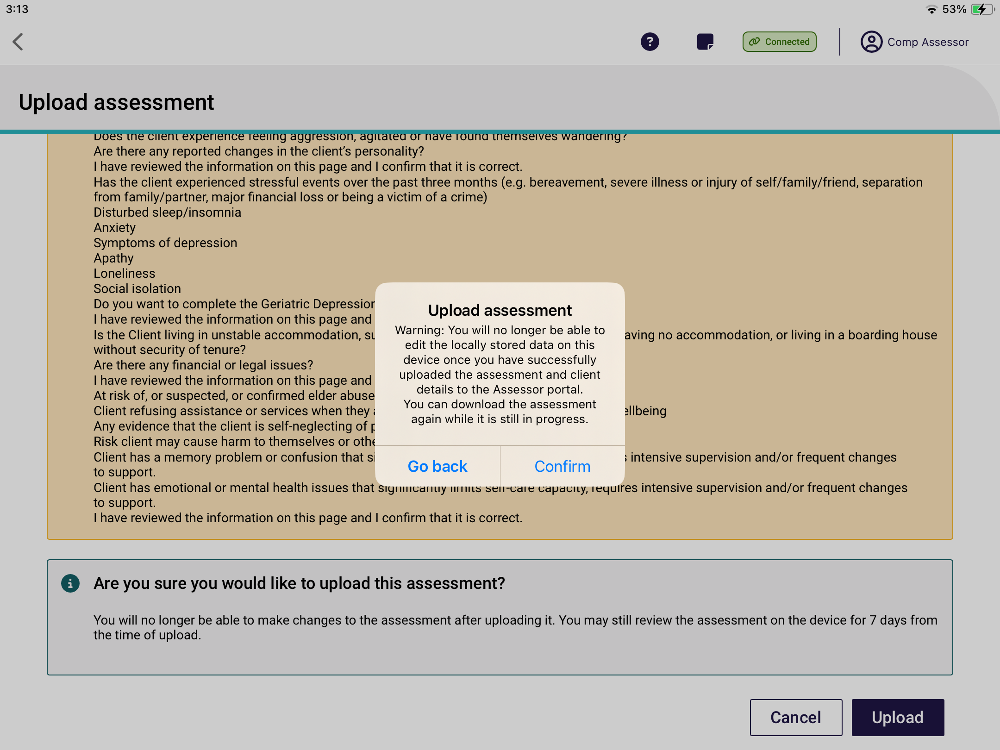 3:13
53%
?
Connected
Comp Assessor
Upload assessment
Does the client experience feeling aggression, agitated or have found themselves wandering?
Are there any reported changes in the client's personality?
I have reviewed the information on this page and I confirm that it is correct.
Has the client experienced stressful events over the past three months (e.g. bereavement, severe illness or injury of self/family/friend, separation
from family/partner, major financial loss or being a victim of a crime)
Disturbed sleep/insomnia
Anxiety
Symptoms of depression
Apathy
Loneliness
Social isolation
Do you want to complete the Geriatric Depression
I have reviewed the information on this page and
Is the Client living in unstable accommodation, aving no accommodation, or living in a boarding house
without security of tenure?
Are there any financial or legal issues?
I have reviewed the information on this page and
At risk of, or suspected, or confirmed elder abuse
Client refusing assistance or services when they ellbeing
Any evidence that the client is self-neglecting of
Risk client may cause harm to themselves or othe
Client has a memory problem or confusion that intensive supervision and/or frequent changes
to support.
Client has emotional or mental health issues that significantly limits self-care capacity, requires intensive supervision and/or frequent changes
to support.
I have reviewed the information on this page and I confirm that it is correct.
Upload assessment
Warning: You will no longer be able to
edit the locally stored data on this
device once you have successfully
uploaded the assessment and client
details to the Assessor portal.
You can download the assessment
again while it is still in progress.
Go back
Confirm
i
Are you sure you would like to upload this assessment?
You will no longer be able to make changes to the assessment after uploading it. You may still review the assessment on the device for 7 days from
the time of upload.
Cancel
Upload